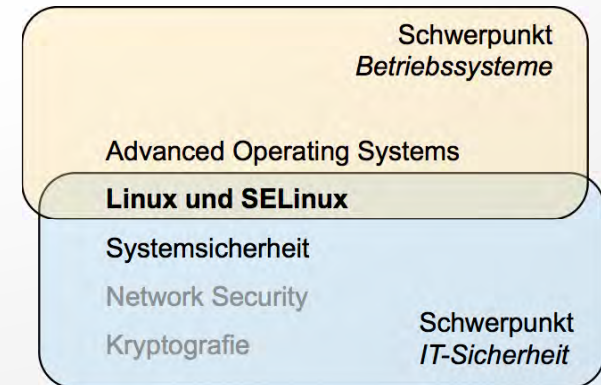 Schwerpunkt
Betriebssysteme
Advanced Operating Systems
Linux und SELinux
Systemsicherheit
Network Security
Kryptografie
Schwerpunkt
IT-Sicherheit